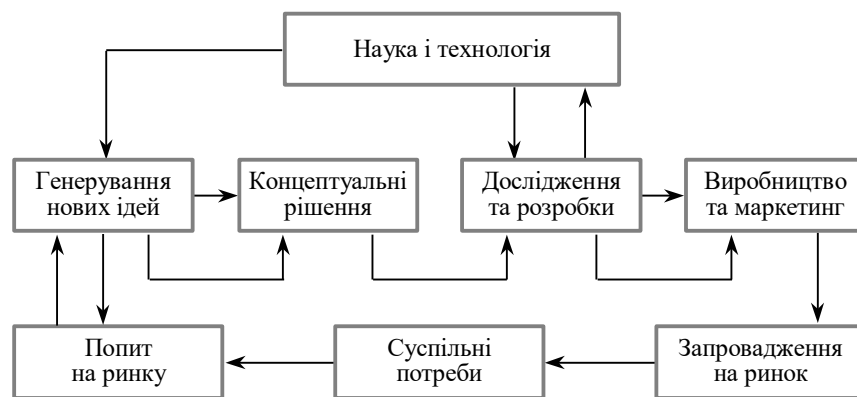 Наука і технологія
Генерування
нових ідей
Концептуальні
рішення
Дослідження
та розробки
Виробництво
та маркетинг
Попит
на ринку
Суспільні
потреби
Запровадження
на ринок